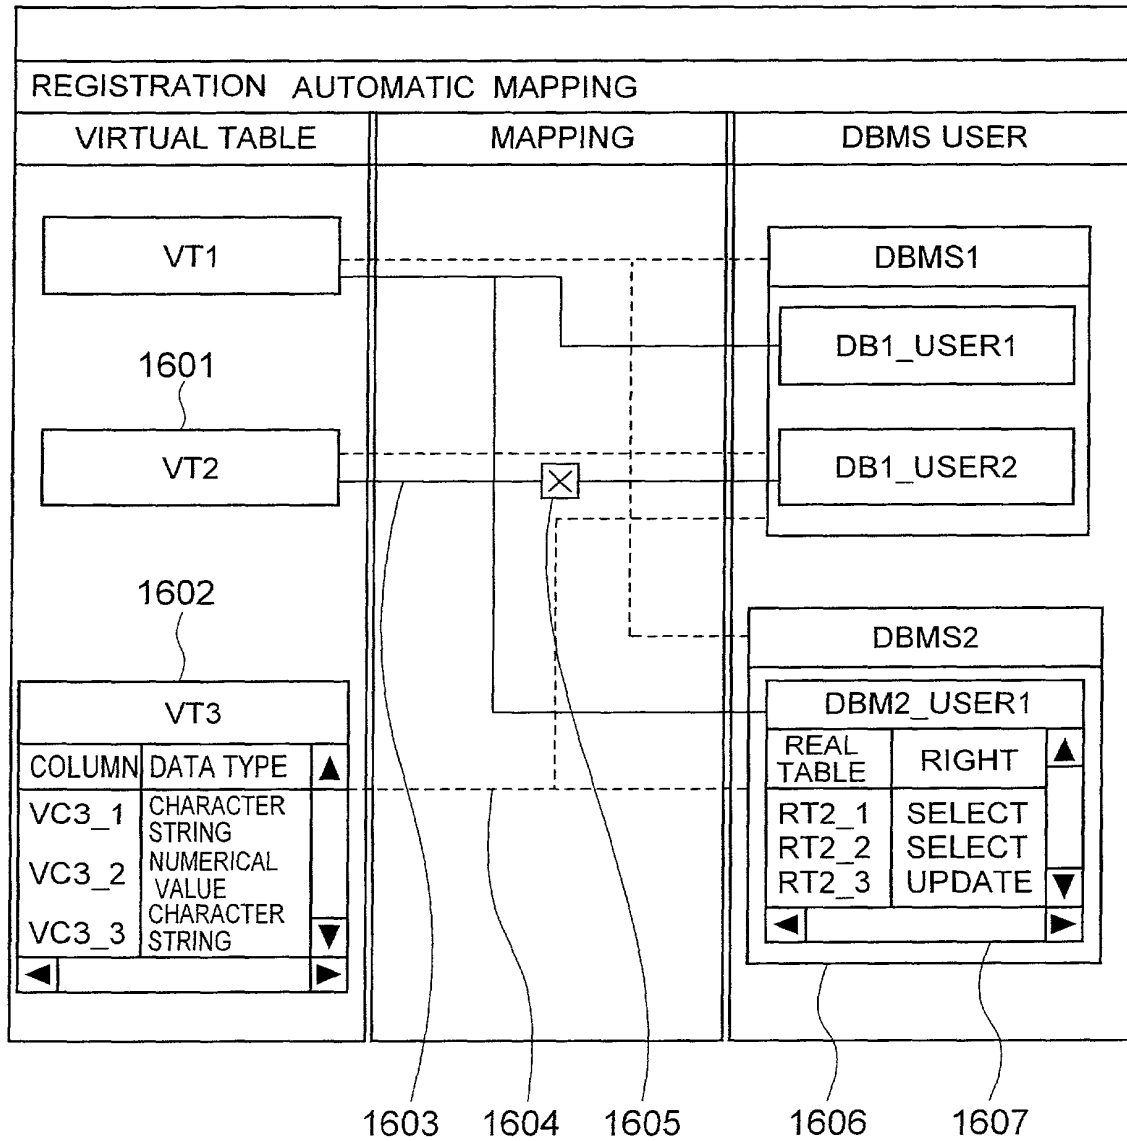 REGISTRATION AUTOMATIC MAPPING
VIRTUAL TABLE
MAPPING
DBMS USER
VT1
DBMS1
DB1_USER1
1601
VT2
DB1_USER2
1602
DBMS2
VT3
DBM2_USER1
COLUMN DATA TYPE
REAL
TABLE
RIGHT
VC3_1
CHARACTER
STRING
VC3_2
NUMERICAL
VALUE
VC3_3
CHARACTER
STRING
RT2_1 SELECT
RT2_2 SELECT
RT2_3 UPDATE
1603 1604 1605 1606 1607